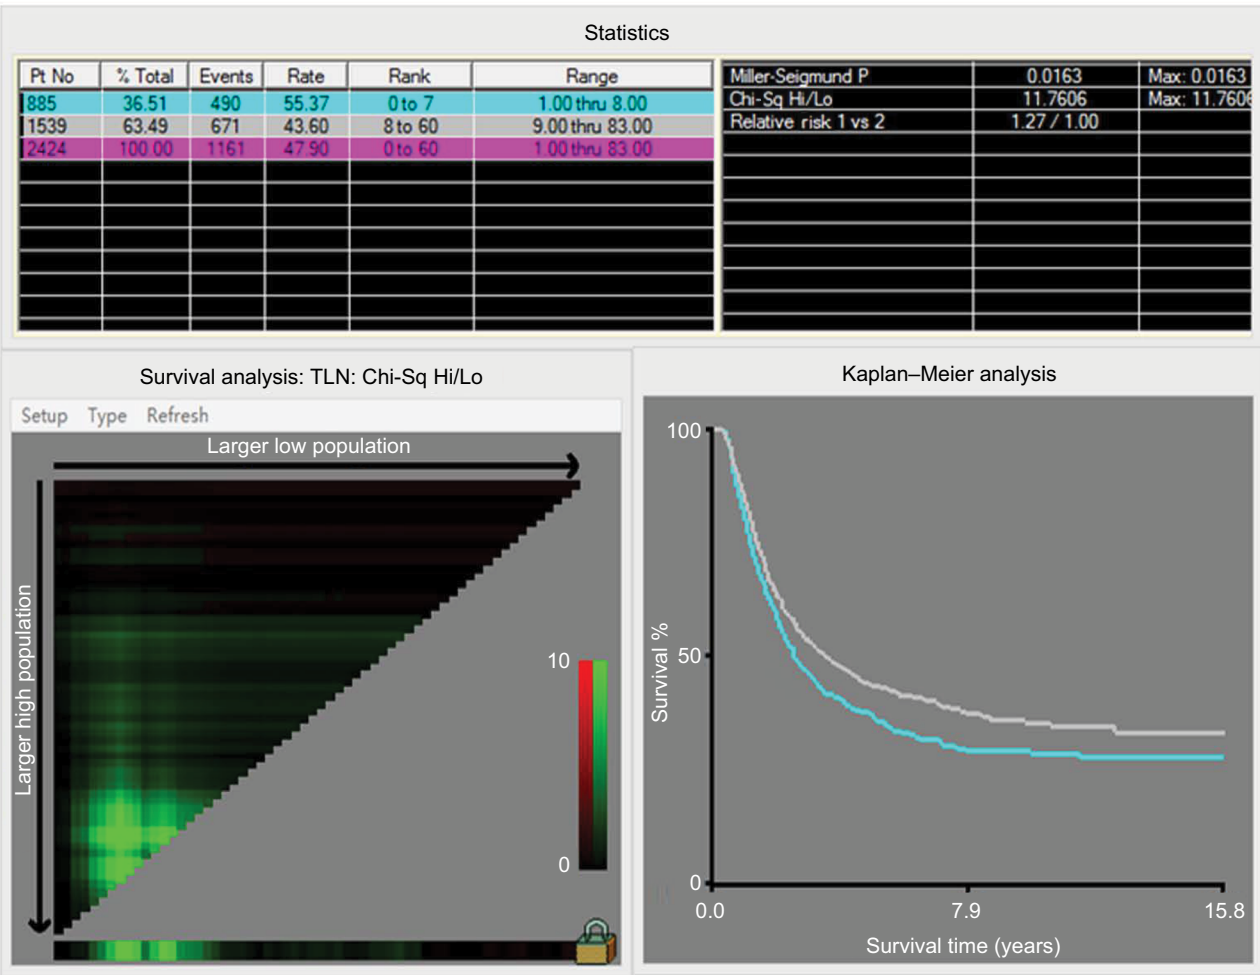 Statistics
Pt No % Total Events Rate Rank Range
885 36.51 490 55.37 0 to 7 1.00 thru 8.00
1539 63.49 671 43.60 8 to 60 9.00 thru 83.00
2424 100.00 1161 47.90 0 to 60 1.00 thru 83.00
Miller-Seigmund P 0.0163 Max: 0.0163
Chi-Sq Hi/Lo 11.7606 Max: 11.7606
Relative risk 1 vs 2 1.27 / 1.00
Survival analysis: TLN: Chi-Sq Hi/Lo
Setup Type Refresh
Larger low population
Larger high population
10
0
Kaplan–Meier analysis
100
50
0
Survival %
0.0 7.9 15.8
Survival time (years)